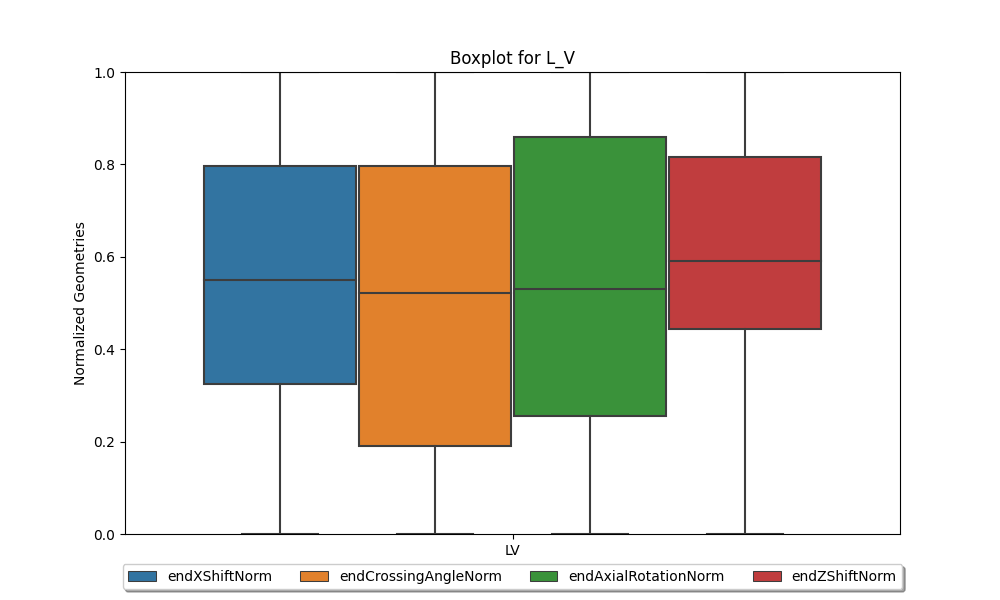 Boxplot for L_V
Normalized Geometries
1.0
0.8
0.6
0.4
0.2
0.0
LV
endXShiftNorm endCrossingAngleNorm endAxialRotationNorm endZShiftNorm